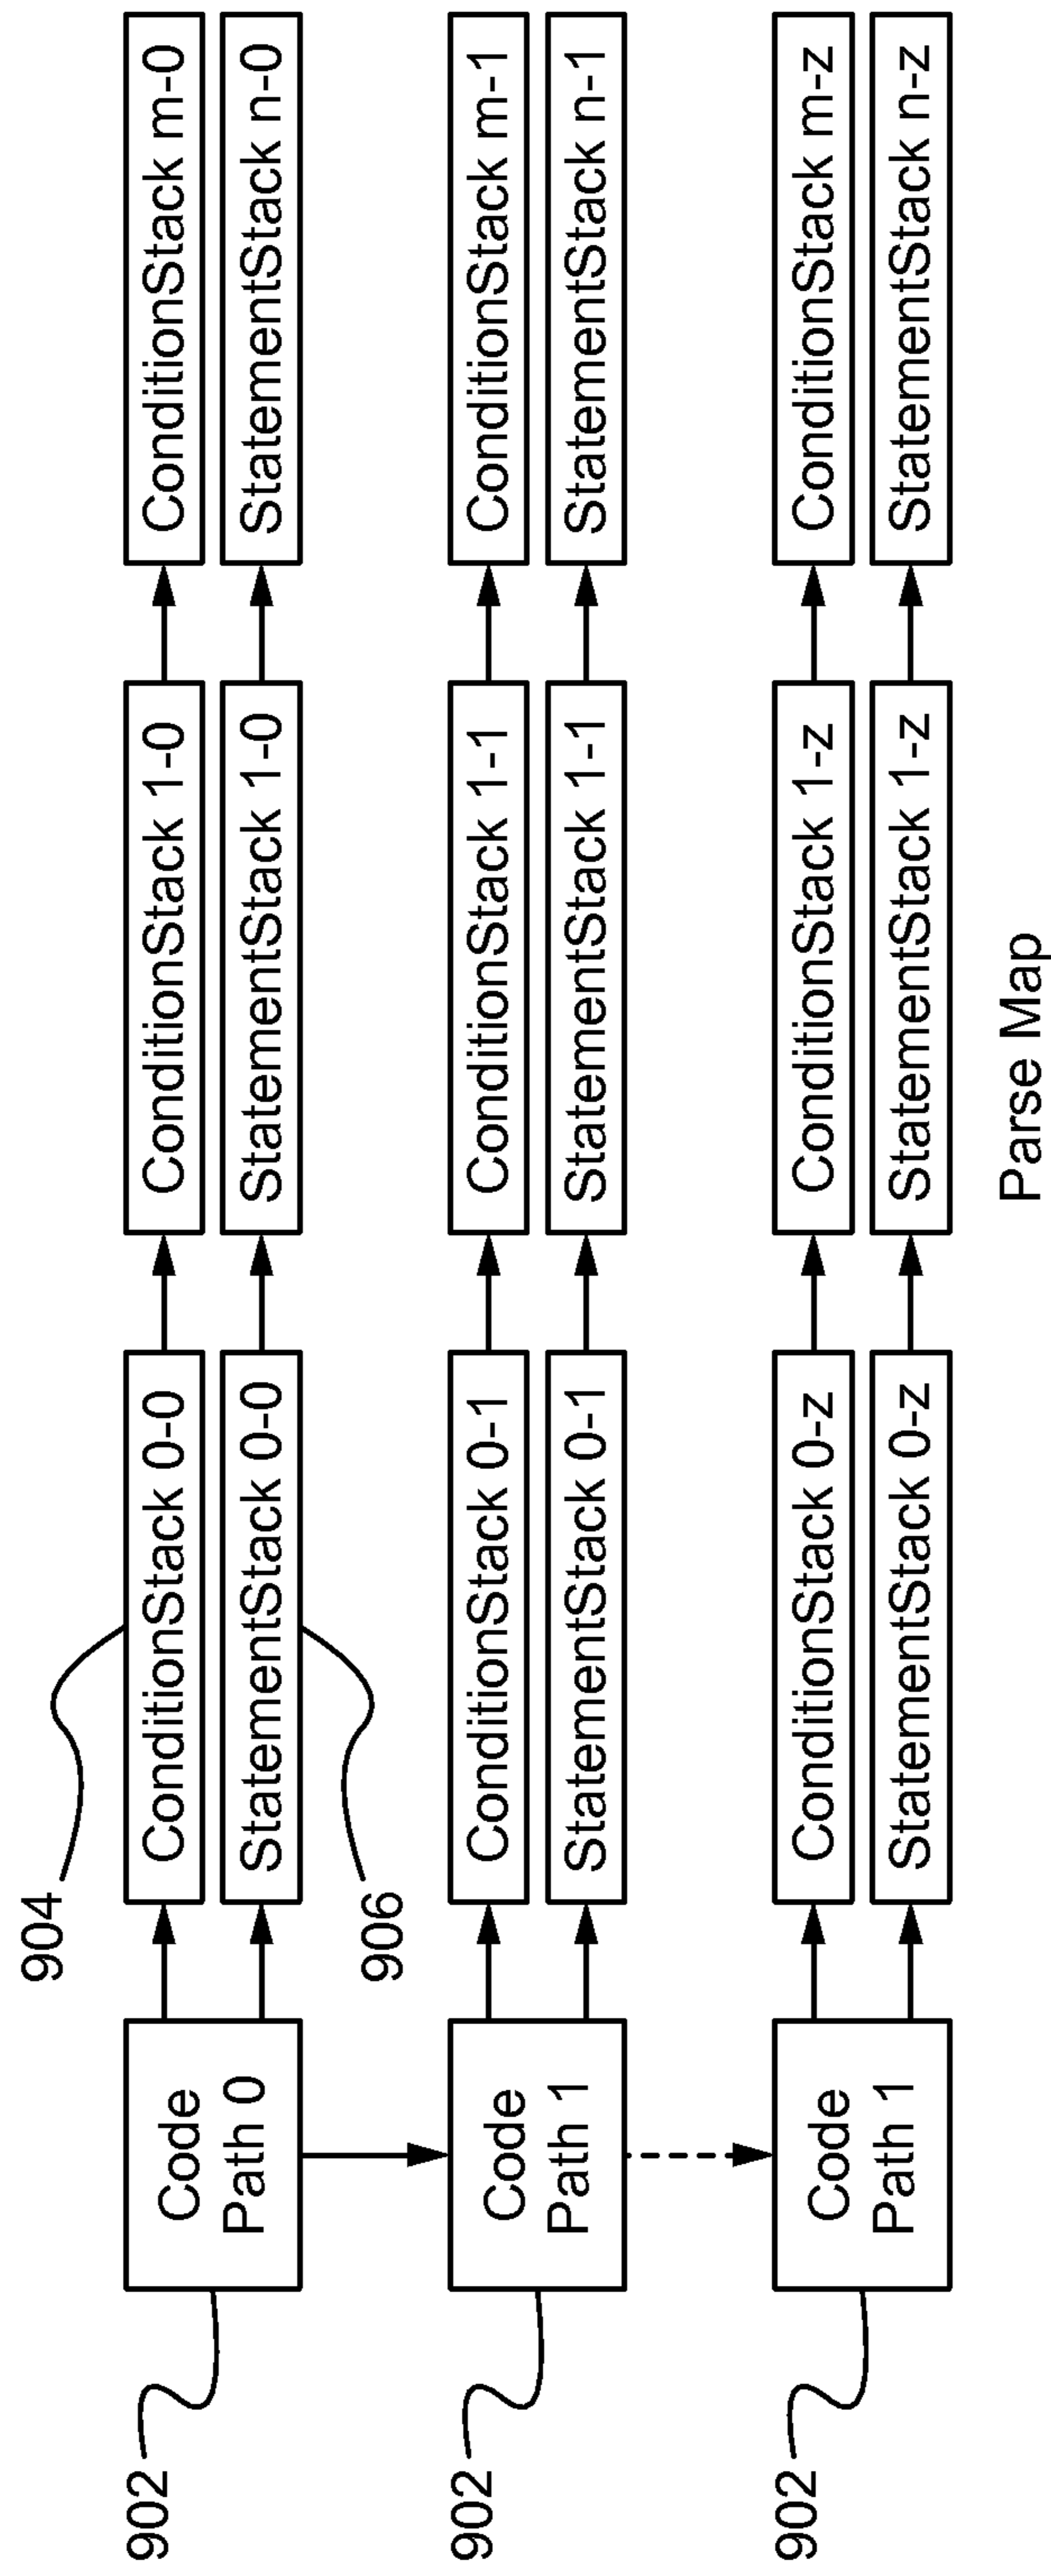 904
ConditionStack 0-0
ConditionStack 1-0
ConditionStack m-0
902
Code
Path 0
StatementStack 0-0
StatementStack 1-0
StatementStack n-0
906
ConditionStack 0-1
ConditionStack 1-1
ConditionStack m-1
902
Code
Path 1
StatementStack 0-1
StatementStack 1-1
StatementStack n-1
ConditionStack 0-z
ConditionStack 1-z
ConditionStack m-z
902
Code
Path 1
StatementStack 0-z
StatementStack 1-z
StatementStack n-z
Parse Map